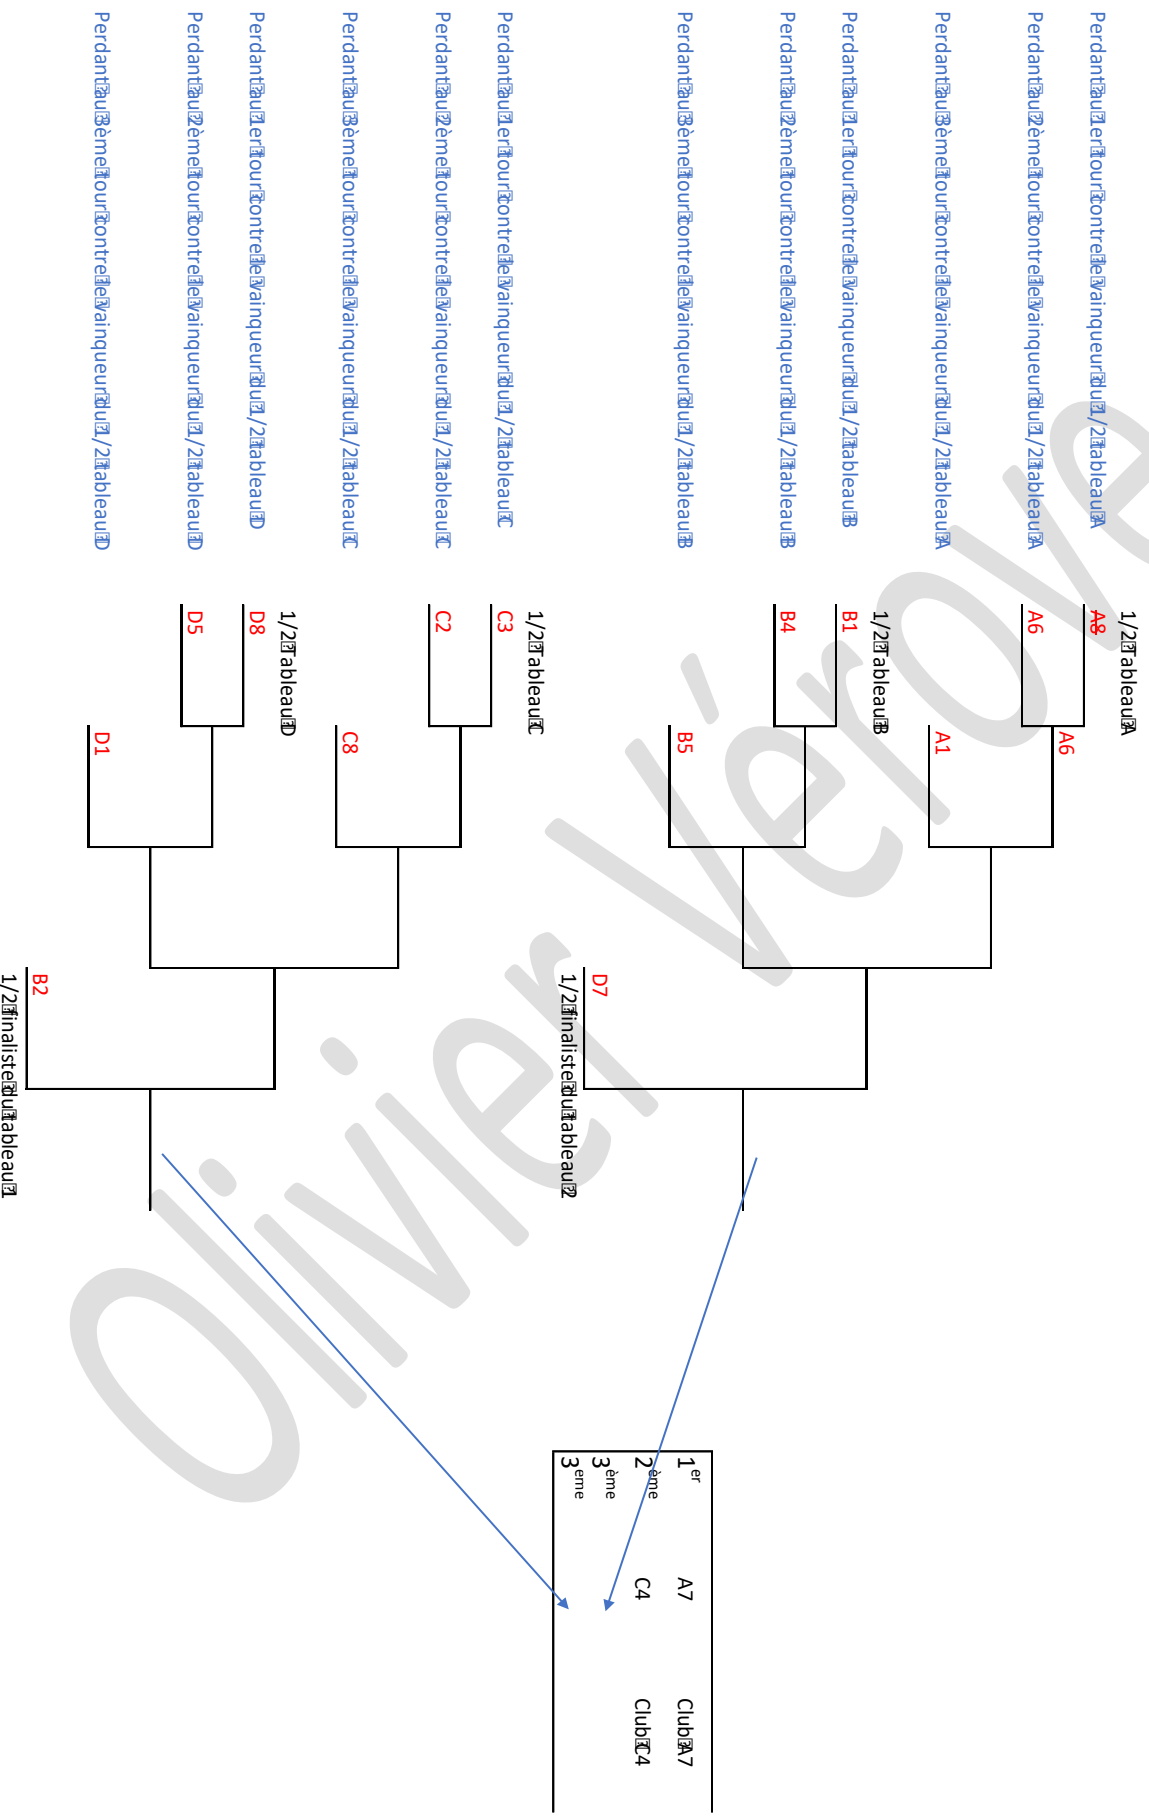 1/2 Tableau A
Perdant au 1er tour contre le vainqueur du 1/2 tableau A A8
A6
Perdant au 2ème tour contre le vainqueur du 1/2 tableau A A6
Perdant au 3ème tour contre le vainqueur du 1/2 tableau A A1
1/2 Tableau B
Perdant au 1er tour contre le vainqueur du 1/2 tableau B B1
Perdant au 2ème tour contre le vainqueur du 1/2 tableau B B4
Perdant au 3ème tour contre le vainqueur du 1/2 tableau B B5
1er A7 Club A7
2ème C4 Club C4
D7
3ème
1/2 finaliste du tableau 2
3eme
1/2 Tableau C
Perdant au 1er tour contre le vainqueur du 1/2 tableau C C3
Perdant au 2ème tour contre le vainqueur du 1/2 tableau C C2
Perdant au 3ème tour contre le vainqueur du 1/2 tableau C C8
1/2 Tableau D
Perdant au 1er tour contre le vainqueur du 1/2 tableau D D8
Perdant au 2ème tour contre le vainqueur du 1/2 tableau D D5
Perdant au 3ème tour contre le vainqueur du 1/2 tableau D D1
B2
1/2 finaliste du tableau 1
Olivier Vérove